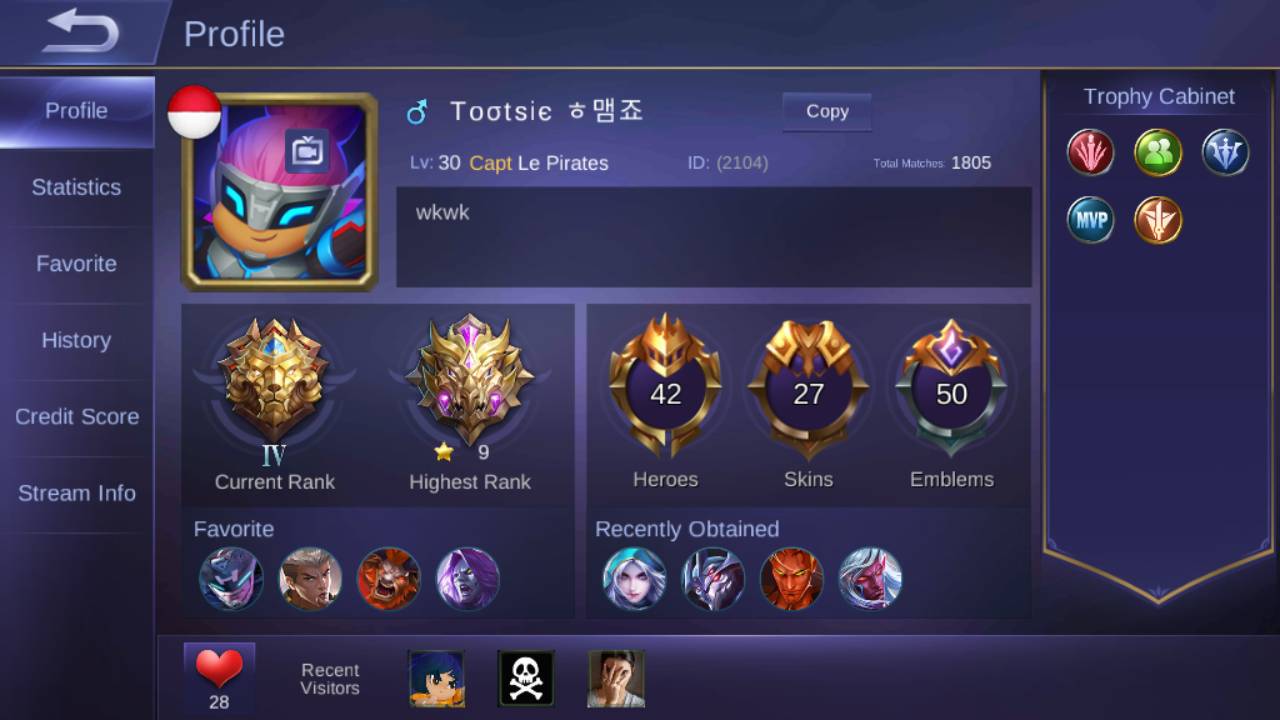 Profile
Profile
Statistics
Favorite
History
Credit Score
Stream Info
Tootsie ㅎ맴죠
Copy
Lv: 30 Capt Le Pirates
ID: (2104)
Total Matches: 1805
wkwk
IV
Current Rank
9
Highest Rank
42
Heroes
27
Skins
50
Emblems
Favorite
Recently Obtained
28
Recent
Visitors
Trophy Cabinet
MVP